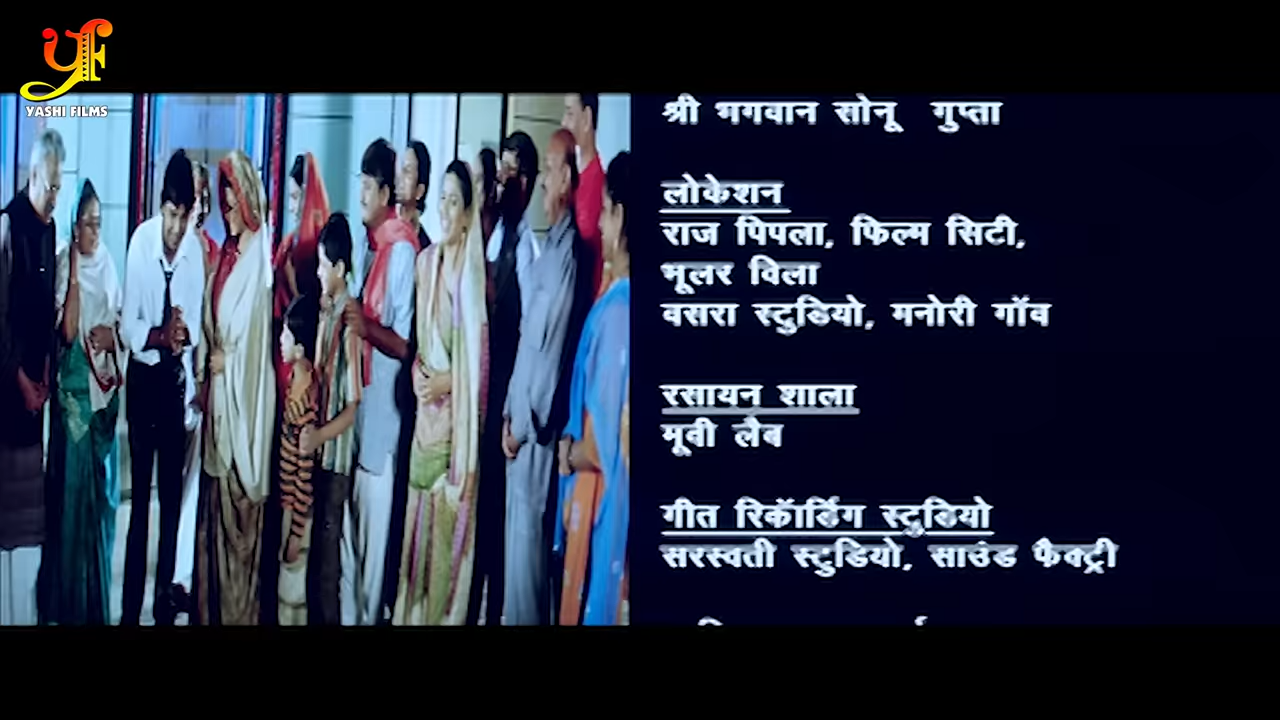 YASHI FILMS
श्री भगवान सोनू गुप्ता
लोकेशन
राज पिपला, फिल्म सिटी,
भूलर विला
वसरा स्टुडियो, मनोरी गॉव
रसायन शाला
मूवी लैब
गीत रिकॅार्डिग स्टुडियो
सरस्वती स्टुडियो, साउंड फैक्ट्री